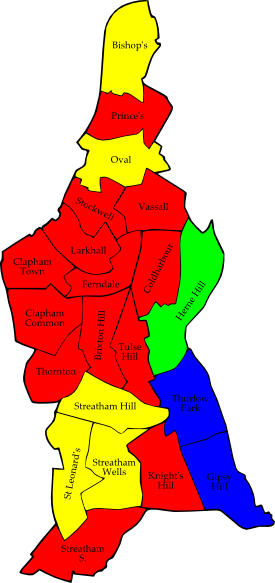 Bishop's
Prince's
Oval
Stockwell
Vassall
Larkhall
Clapham
Town
Ferndale
Coldharbour
Herne Hill
Clapham
Common
Brixton Hill
Tulse
Hill
Thornton
Thurlow
Park
Streatham Hill
St Leonard's
Streatham
Wells
Knight's
Hill
Gipsy
Hill
Streatham
S.